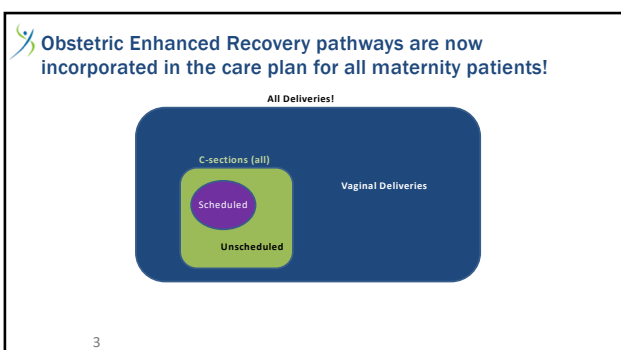 Obstetric Enhanced Recovery pathways are now
incorporated in the care plan for all maternity patients!
All Deliveries!
C-sections (all)
Vaginal Deliveries
Scheduled
Unscheduled
3